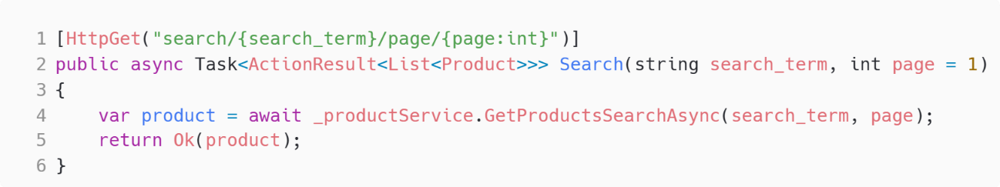 1 [HttpGet("search/{search_term}/page/{page:int}")]
2 public async Task<ActionResult<List<Product>>> Search(string search_term, int page = 1)
3 {
4     var product = await _productService.GetProductsSearchAsync(search_term, page);
5     return Ok(product);
6 }